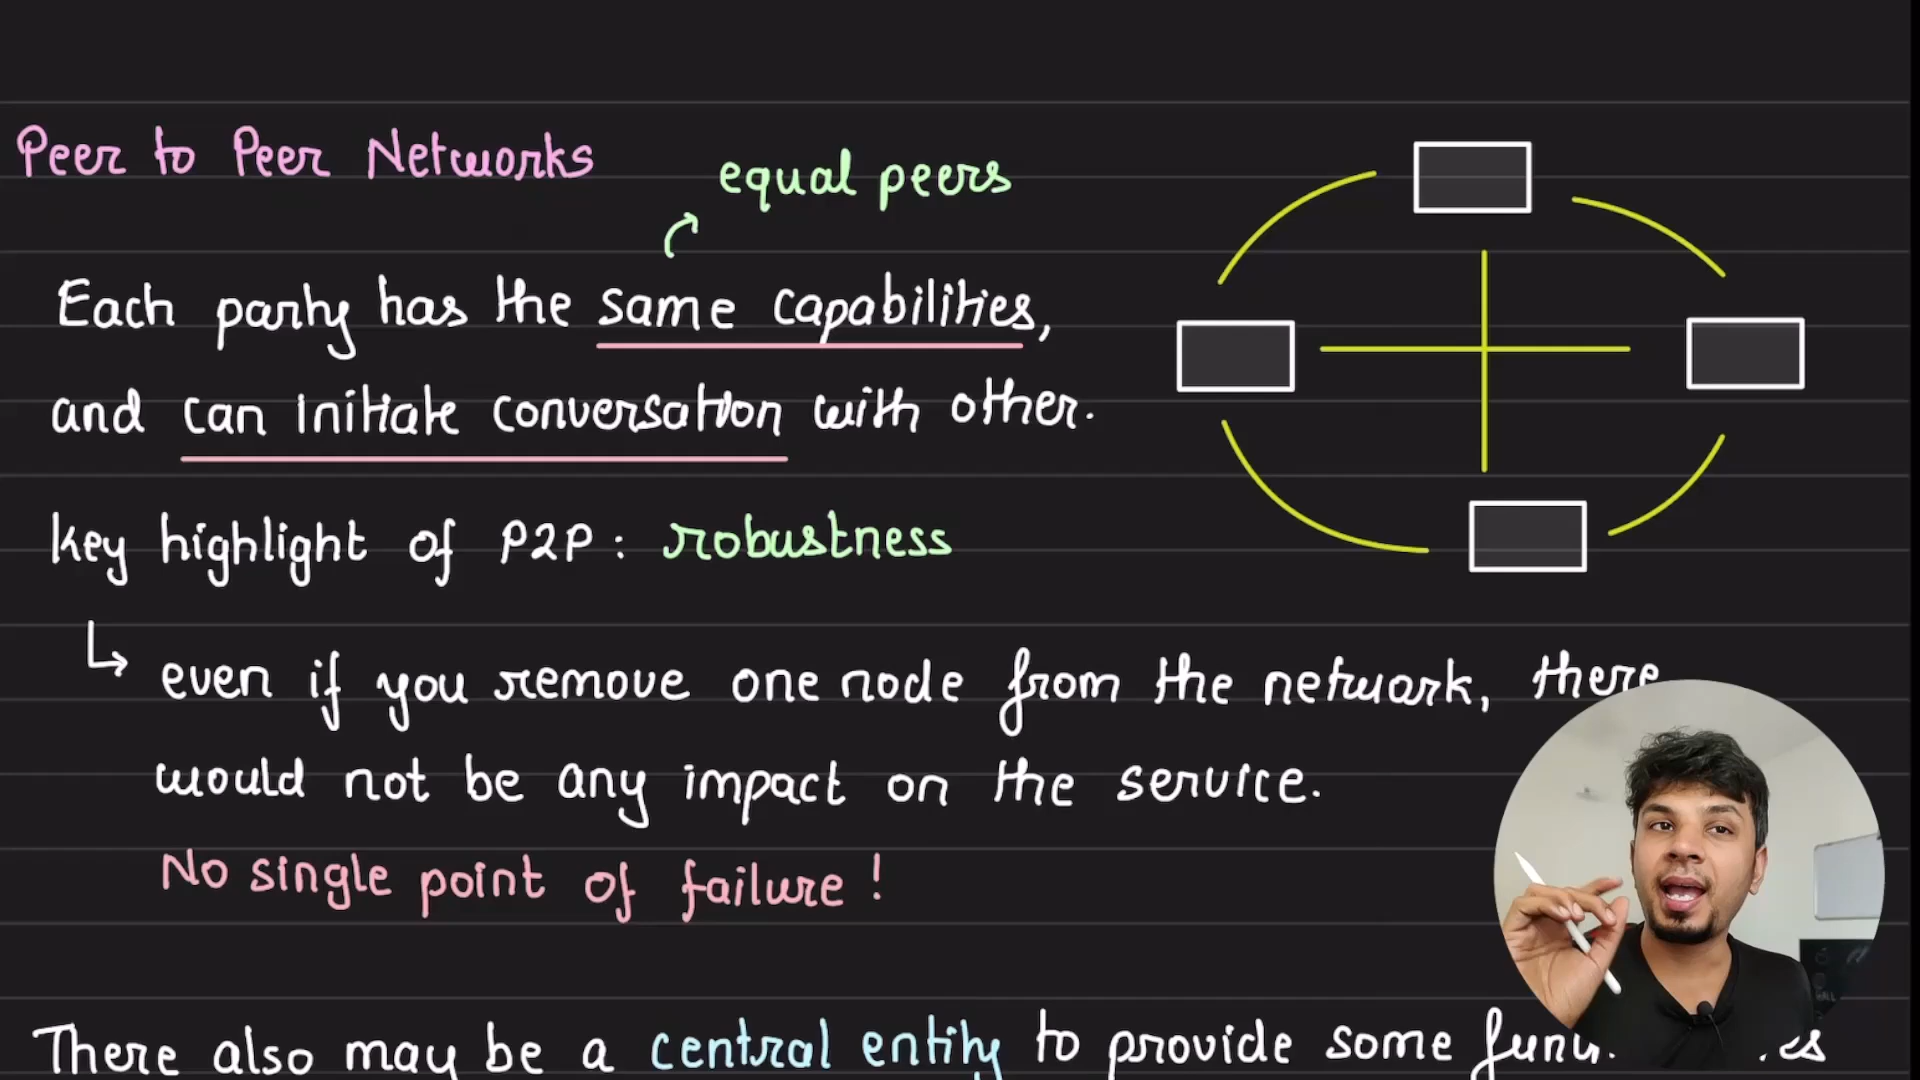 Peer to Peer Networks
equal peers
Each party has the same capabilities,
and can initiate conversation with other.
key highlight of P2P : robustness
even if you remove one node from the network, there
would not be any impact on the service.
No single point of failure !
There also may be a central entity to provide some